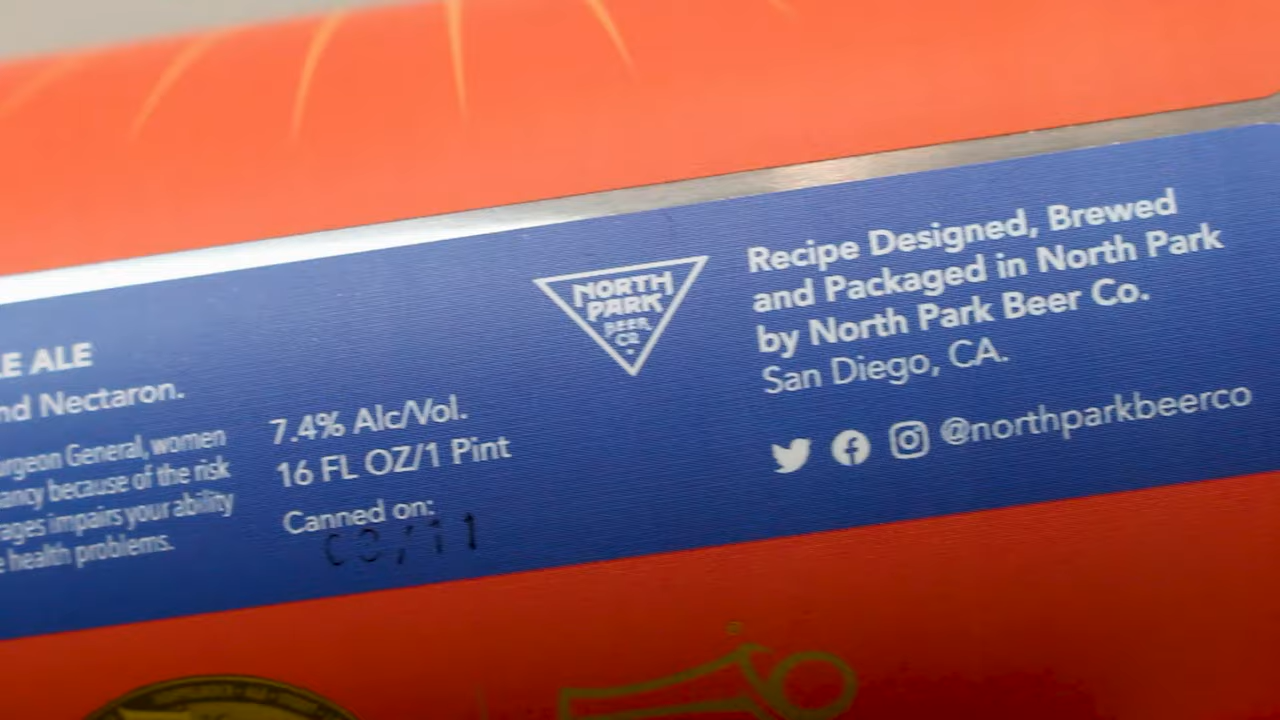 LE ALE
nd Nectaron.
urgeon General, women
ancy because of the risk
ages impairs your ability
health problems.
7.4% Alc/Vol.
16 FL OZ/1 Pint
Canned on:
NORTH
PARK
BEER
CO
Recipe Designed, Brewed
and Packaged in North Park
by North Park Beer Co.
San Diego, CA.
@northparkbeerco